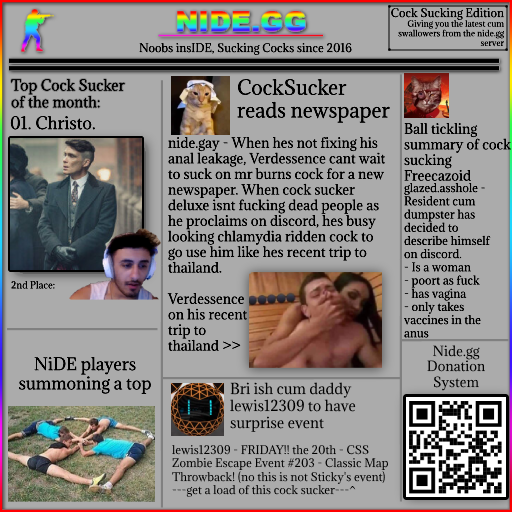 NIDE.GG
Noobs insIDE, Sucking Cocks since 2016
Cock Sucking Edition
Giving you the latest cum
swallowers from the nide.gg
server
Top Cock Sucker
of the month:
01. Christo.
2nd Place:
NiDE players
summoning a top
CockSucker
reads newspaper
nide.gay - When hes not fixing his
anal leakage, Verdessence cant wait
to suck on mr burns cock for a new
newspaper. When cock sucker
deluxe isnt fucking dead people as
he proclaims on discord, hes busy
looking chlamydia ridden cock to
go use him like hes recent trip to
thailand.
Verdessence
on his recent
trip to
thailand >>
Bri ish cum daddy
lewis12309 to have
surprise event
lewis12309 - FRIDAY!! the 20th - CSS
Zombie Escape Event #203 - Classic Map
Throwback! (no this is not Sticky's event)
---get a load of this cock sucker---^
Ball tickling
summary of cock
sucking
Freecazoid
glazed.asshole -
Resident cum
dumpster has
decided to
describe himself
on discord.
- Is a woman
- poort as fuck
- has vagina
- only takes
vaccines in the
anus
Nide.gg
Donation
System